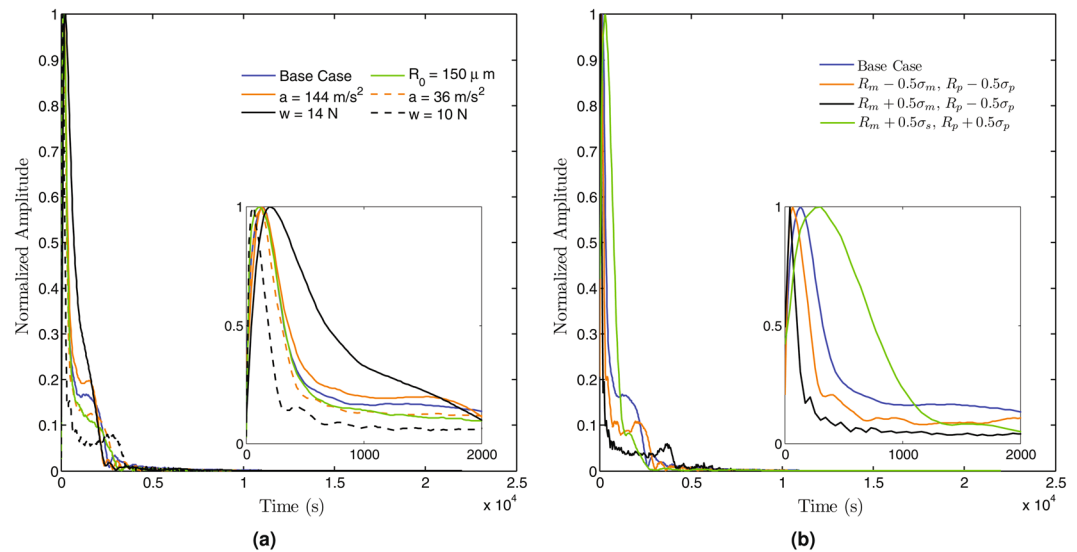 1
0.9
0.8
0.7
0.6
0.5
0.4
0.3
0.2
0.1
0
Normalized Amplitude
Base Case
R0 = 150 μ m
a = 144 m/s²
a = 36 m/s²
w = 14 N
w = 10 N
1
0.5
0
0 1000 2000
0 0.5 1 1.5 2 2.5
x 10⁴
Time (s)
(a)
1
0.9
0.8
0.7
0.6
0.5
0.4
0.3
0.2
0.1
0
Normalized Amplitude
Base Case
Rm − 0.5σm, Rp − 0.5σp
Rm + 0.5σm, Rp − 0.5σp
Rm + 0.5σs, Rp + 0.5σp
1
0.5
0
0 1000 2000
0 0.5 1 1.5 2 2.5
x 10⁴
Time (s)
(b)